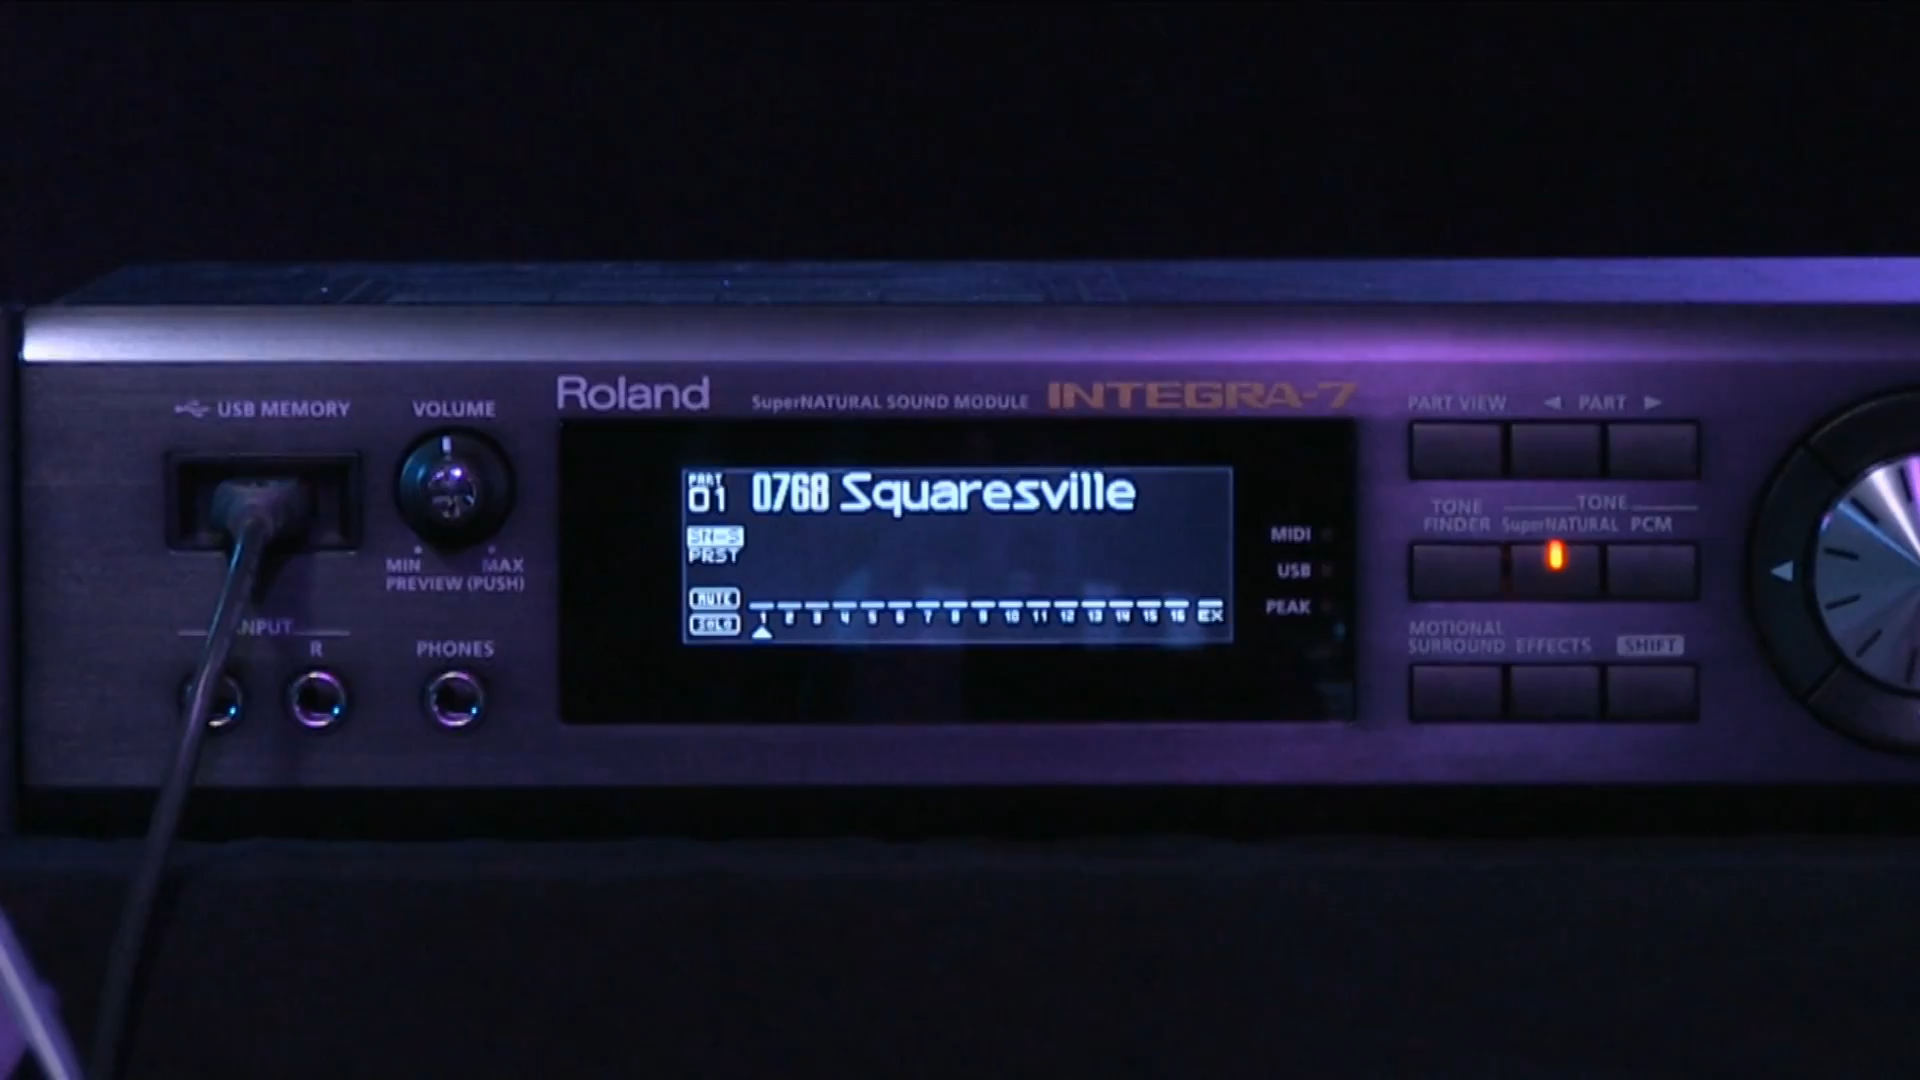 USB MEMORY
VOLUME
MIN MAX
PREVIEW (PUSH)
INPUT
R
PHONES
Roland
SuperNATURAL SOUND MODULE INTEGRA-7
PART 01 0768 Squaresville
SN-S
PRST
MUTE
SOLO
1 2 3 4 5 6 7 8 9 10 11 12 13 14 15 16 EX
MIDI
USB
PEAK
PART VIEW ◀ PART ▶
TONE FINDER
TONE
SuperNATURAL PCM
MOTIONAL SURROUND
EFFECTS
SHIFT